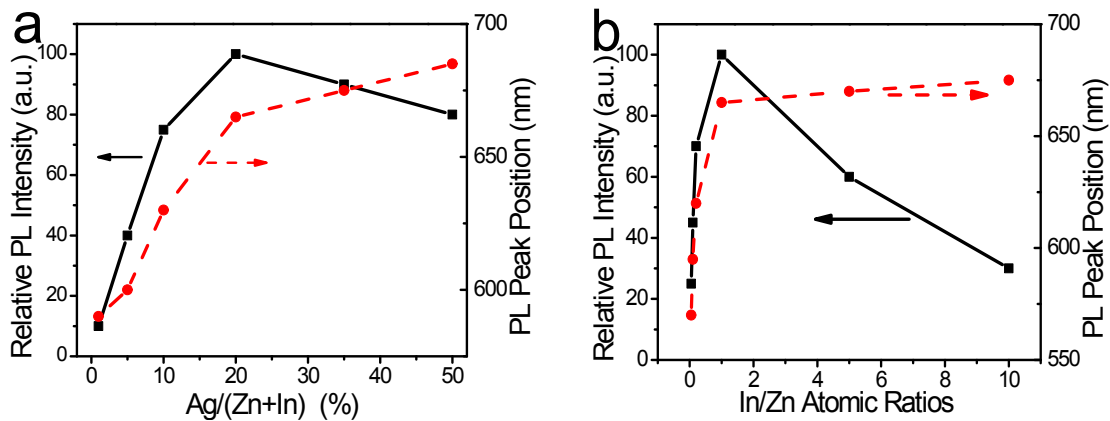 a
Relative PL Intensity (a.u.)
100
80
60
40
20
0
0 10 20 30 40 50
Ag/(Zn+In) (%)
700
650
600
PL Peak Position (nm)
b
Relative PL Intensity (a.u.)
100
80
60
40
20
0
0 2 4 6 8 10
In/Zn Atomic Ratios
700
650
600
550
PL Peak Position (nm)